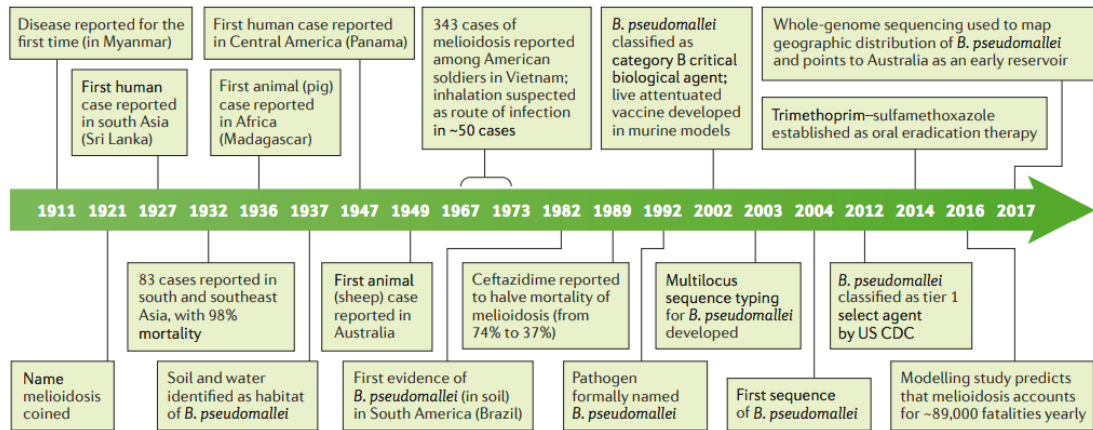 Disease reported for the
first time (in Myanmar)
First human
case reported
in south Asia
(Sri Lanka)
First human case reported
in Central America (Panama)
First animal (pig)
case reported
in Africa
(Madagascar)
343 cases of
melioidosis reported
among American
soldiers in Vietnam;
inhalation suspected
as route of infection
in ~50 cases
B. pseudomallei
classified as
category B critical
biological agent;
live attentuated
vaccine developed
in murine models
Whole-genome sequencing used to map
geographic distribution of B. pseudomallei
and points to Australia as an early reservoir
Trimethoprim–sulfamethoxazole
established as oral eradication therapy
1911 1921 1927 1932 1936 1937 1947 1949 1967 1973 1982 1989 1992 2002 2003 2004 2012 2014 2016 2017
Name
melioidosis
coined
83 cases reported in
south and southeast
Asia, with 98%
mortality
Soil and water
identified as habitat
of B. pseudomallei
First animal
(sheep) case
reported in
Australia
First evidence of
B. pseudomallei (in soil)
in South America (Brazil)
Ceftazidime reported
to halve mortality of
melioidosis (from
74% to 37%)
Pathogen
formally named
B. pseudomallei
Multilocus
sequence typing
for B. pseudomallei
developed
First sequence
of B. pseudomallei
B. pseudomallei
classified as tier 1
select agent
by US CDC
Modelling study predicts
that melioidosis accounts
for ~89,000 fatalities yearly